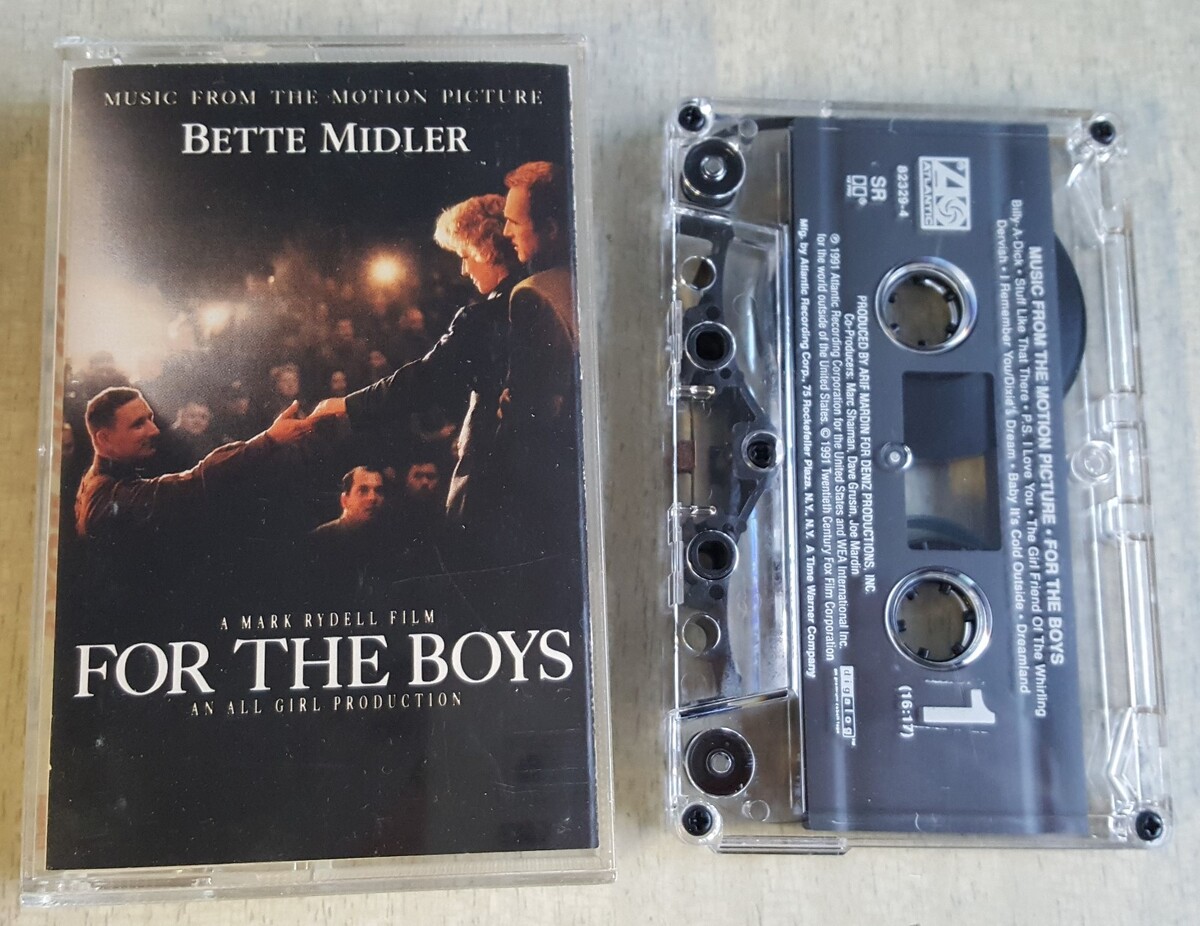 MUSIC FROM THE MOTION PICTURE
BETTE MIDLER
A MARK RYDELL FILM
FOR THE BOYS
AN ALL GIRL PRODUCTION
MUSIC FROM THE MOTION PICTURE • FOR THE BOYS
Billy-A-Dick • Stuff Like That There • P.S. I Love You • The Girl Friend Of The Whirling
Dervish • I Remember You/Dixie's Dream • Baby It's Cold Outside • Dreamland
ATLANTIC
82329-4
SR
1
(16:17)
PRODUCED BY ARIF MARDIN FOR DENIZ PRODUCTIONS, INC.
Co-Producers: Marc Shaiman, Dave Grusin, Joe Mardin
℗ 1991 Atlantic Recording Corporation for the United States and WEA International Inc.
for the world outside of the United States. © 1991 Twentieth Century Fox Film Corporation
Mfg. by Atlantic Recording Corp., 75 Rockefeller Plaza, N.Y., N.Y. A Time Warner Company
digalog